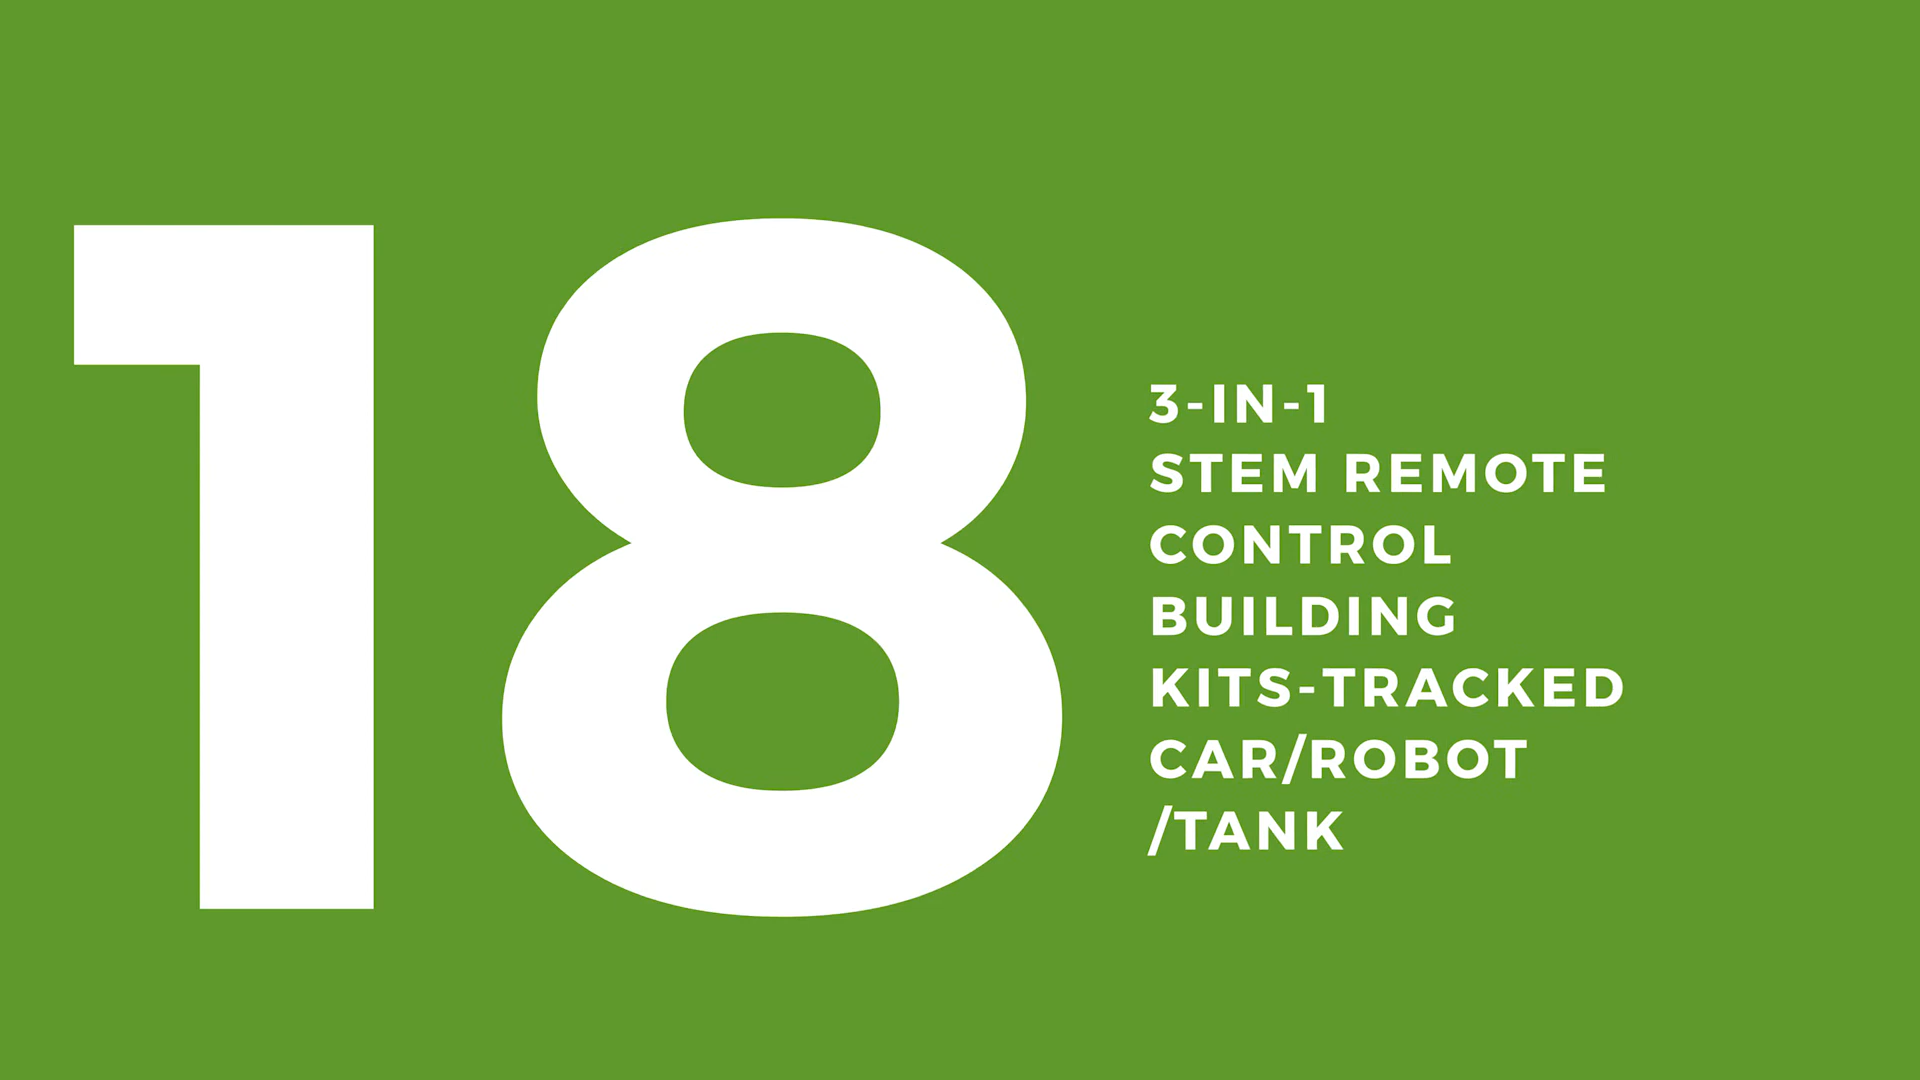 18
3-IN-1
STEM REMOTE
CONTROL
BUILDING
KITS-TRACKED
CAR/ROBOT
/TANK